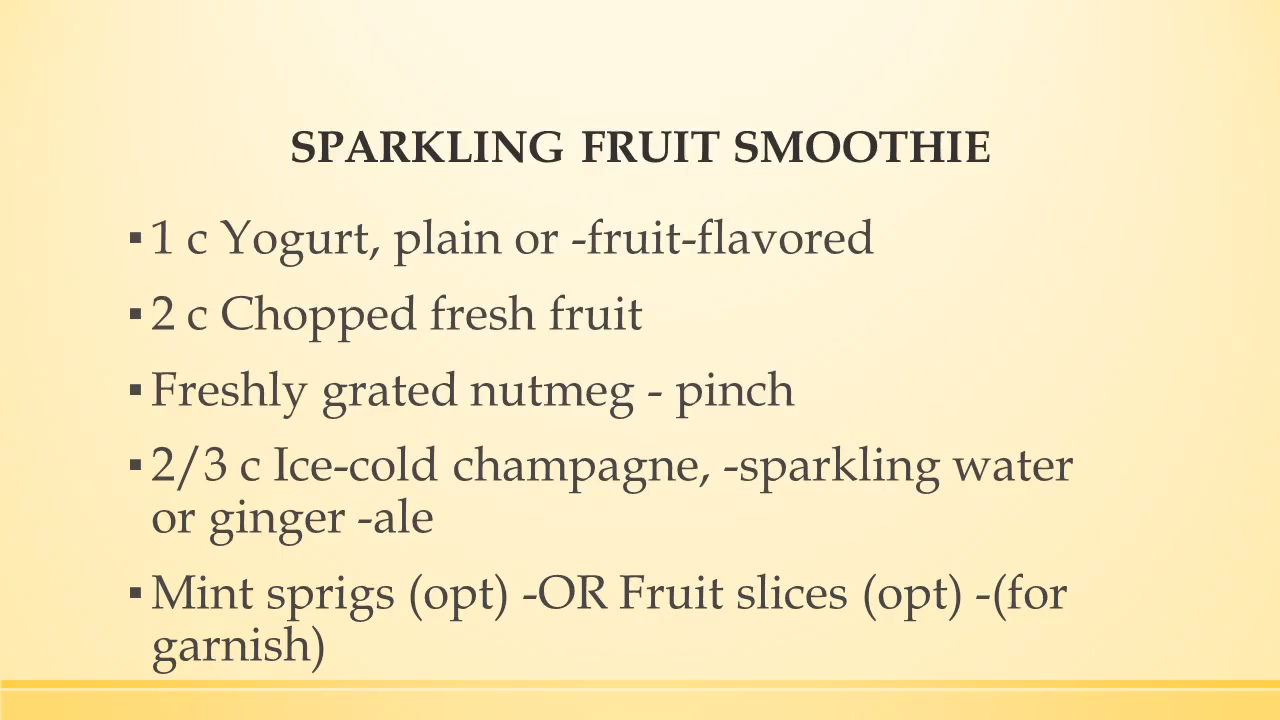 SPARKLING FRUIT SMOOTHIE
▪ 1 c Yogurt, plain or -fruit-flavored
▪ 2 c Chopped fresh fruit
▪ Freshly grated nutmeg - pinch
▪ 2/3 c Ice-cold champagne, -sparkling water
or ginger -ale
▪ Mint sprigs (opt) -OR Fruit slices (opt) -(for
garnish)